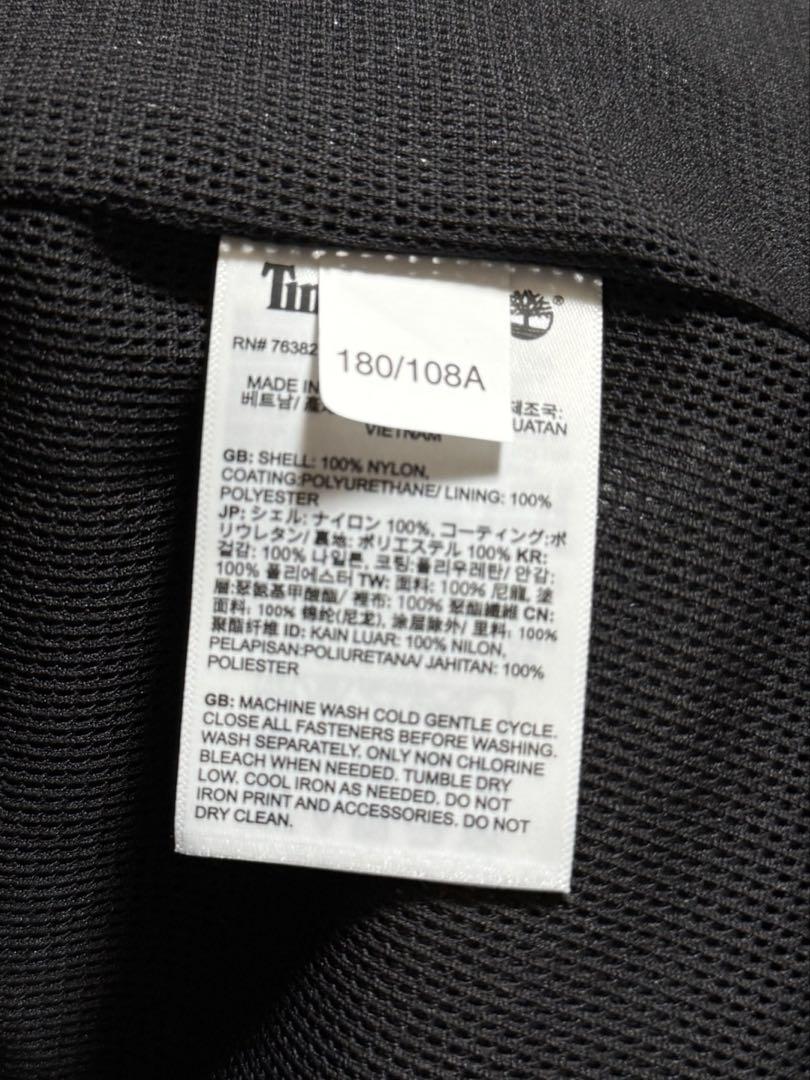 Tim
®
RN# 76382
180/108A
MADE IN
베트남/ 제조국:
UATAN
VIETNAM
GB: SHELL: 100% NYLON,
COATING:POLYURETHANE/ LINING: 100%
POLYESTER
JP: シェル: ナイロン 100%, コーティング:ポ
リウレタン/ 裏地: ポリエステル 100% KR:
겉감: 100% 나일론, 코팅:폴리우레탄/ 안감:
100% 폴리에스터 TW: 面料: 100% 尼龍, 塗
層:聚氨基甲酸酯/ 裡布: 100% 聚酯纖維 CN:
面料: 100% 锦纶(尼龙), 涂层除外/ 里料: 100%
聚酯纤维 ID: KAIN LUAR: 100% NILON,
PELAPISAN:POLIURETANA/ JAHITAN: 100%
POLIESTER
GB: MACHINE WASH COLD GENTLE CYCLE.
CLOSE ALL FASTENERS BEFORE WASHING.
WASH SEPARATELY. ONLY NON CHLORINE
BLEACH WHEN NEEDED. TUMBLE DRY
LOW. COOL IRON AS NEEDED. DO NOT
IRON PRINT AND ACCESSORIES. DO NOT
DRY CLEAN.